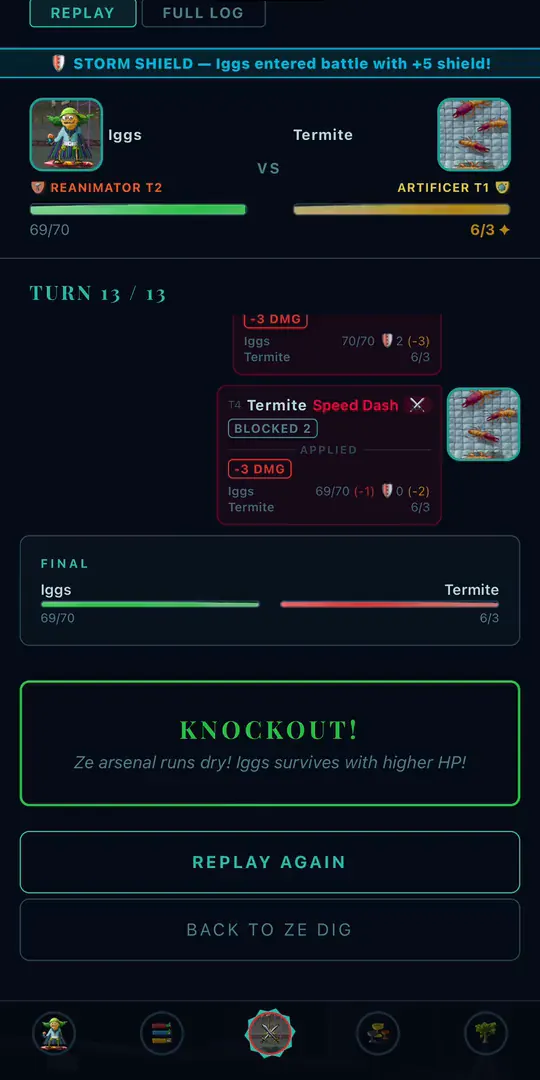 REPLAY
FULL LOG
STORM SHIELD — Iggs entered battle with +5 shield!
Iggs
VS
Termite
REANIMATOR T2
ARTIFICER T1
69/70
6/3 ✦
TURN 13 / 13
-3 DMG
Iggs 70/70 2 (-3)
Termite 6/3
T4 Termite Speed Dash
BLOCKED 2
APPLIED
-3 DMG
Iggs 69/70 (-1) 0 (-2)
Termite 6/3
FINAL
Iggs Termite
69/70 6/3
KNOCKOUT!
Ze arsenal runs dry! Iggs survives with higher HP!
REPLAY AGAIN
BACK TO ZE DIG